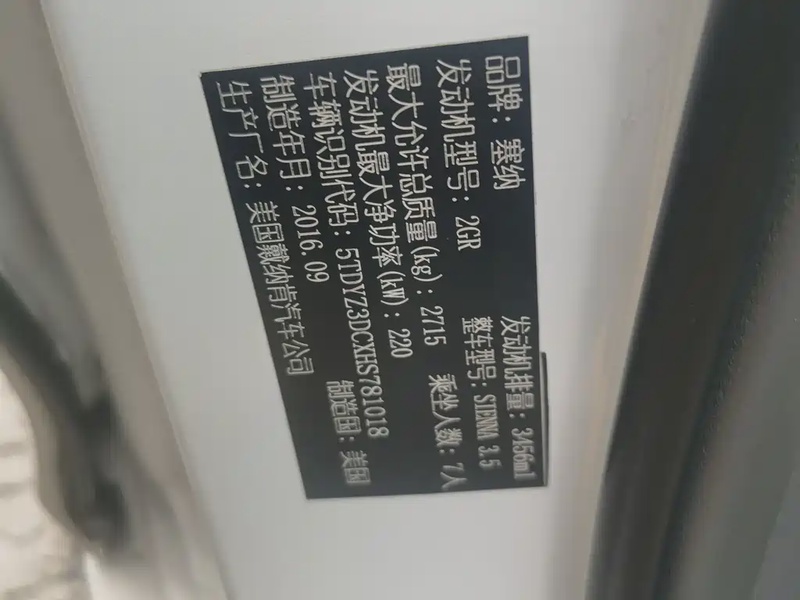 品牌：塞纳 发动机排量：3456ml
发动机型号：2GR 整车型号：SIENNA 3.5
最大允许总质量(kg)：2715 乘坐人数：7人
发动机最大净功率(kW)：220
车辆识别代码：5TDYZ3DCXHS781018
制造年月：2016.09 制造国：美国
生产厂名：美国戴纳肯汽车公司